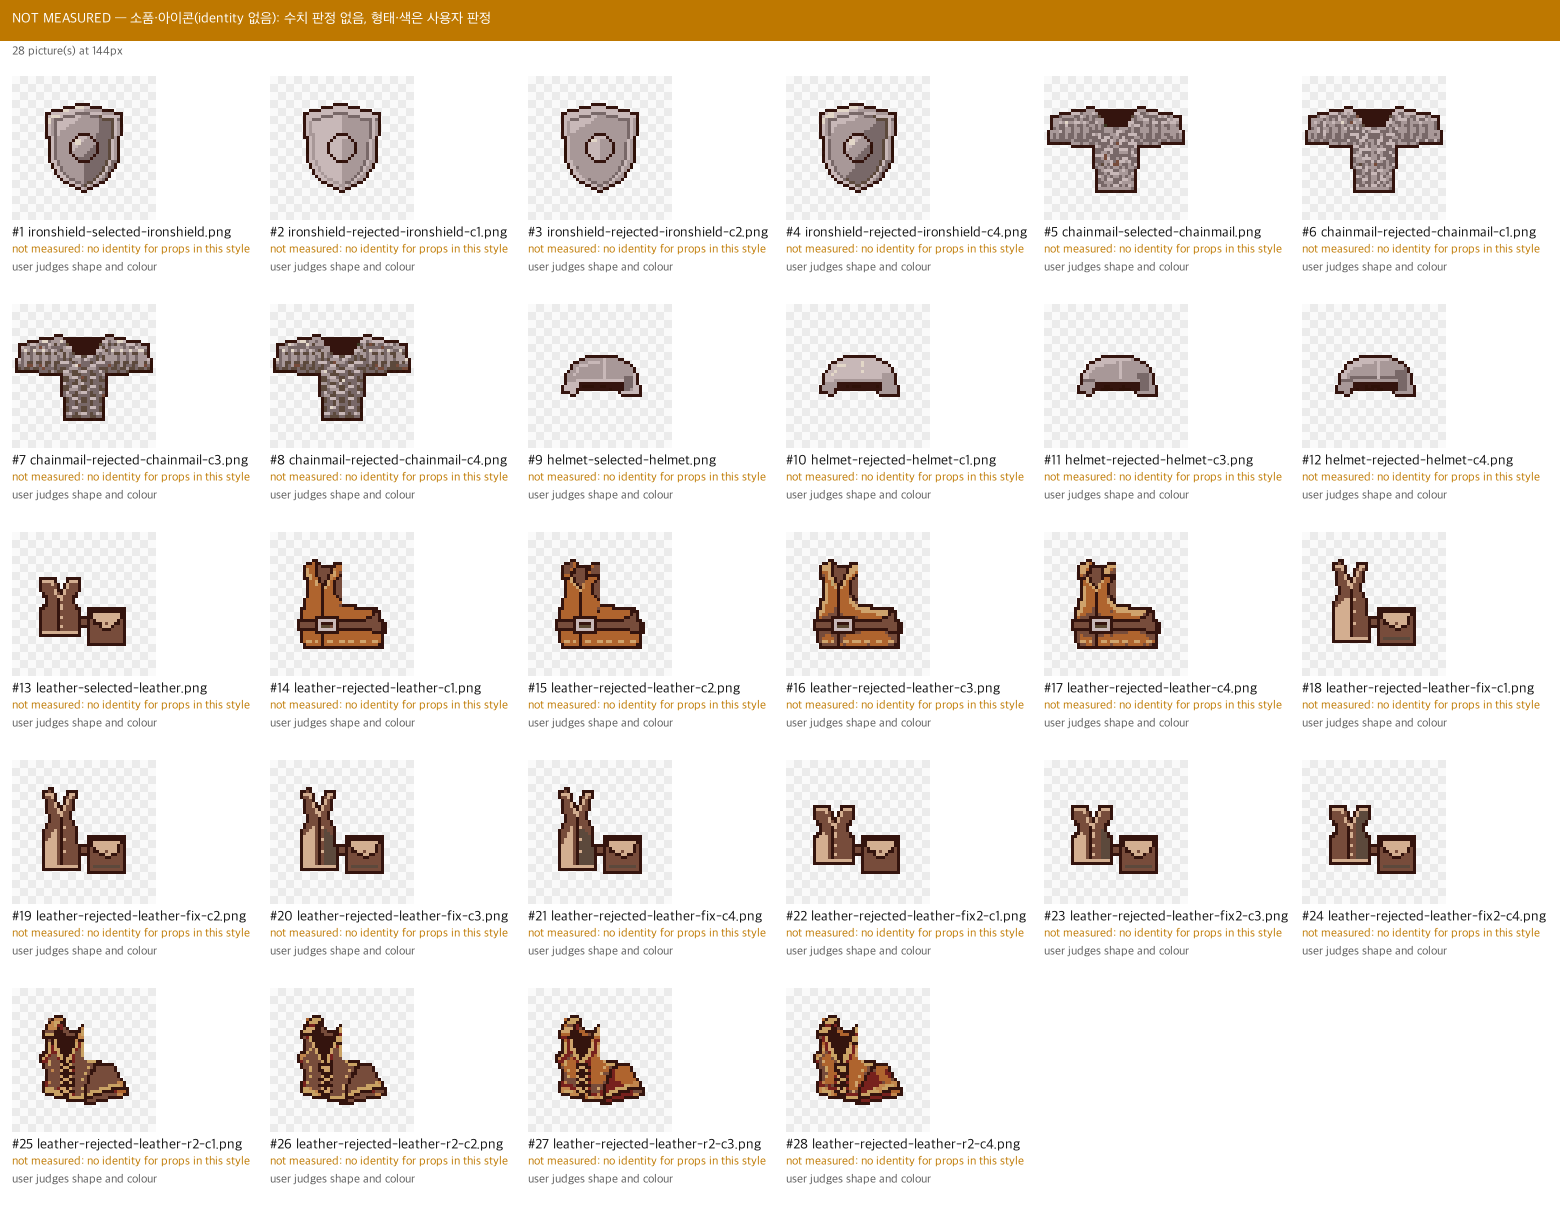 NOT MEASURED — 소품·아이콘(identity 없음): 수치 판정 없음, 형태·색은 사용자 판정
28 picture(s) at 144px
#1 ironshield-selected-ironshield.png
not measured: no identity for props in this style
user judges shape and colour
#2 ironshield-rejected-ironshield-c1.png
not measured: no identity for props in this style
user judges shape and colour
#3 ironshield-rejected-ironshield-c2.png
not measured: no identity for props in this style
user judges shape and colour
#4 ironshield-rejected-ironshield-c4.png
not measured: no identity for props in this style
user judges shape and colour
#5 chainmail-selected-chainmail.png
not measured: no identity for props in this style
user judges shape and colour
#6 chainmail-rejected-chainmail-c1.png
not measured: no identity for props in this style
user judges shape and colour
#7 chainmail-rejected-chainmail-c3.png
not measured: no identity for props in this style
user judges shape and colour
#8 chainmail-rejected-chainmail-c4.png
not measured: no identity for props in this style
user judges shape and colour
#9 helmet-selected-helmet.png
not measured: no identity for props in this style
user judges shape and colour
#10 helmet-rejected-helmet-c1.png
not measured: no identity for props in this style
user judges shape and colour
#11 helmet-rejected-helmet-c3.png
not measured: no identity for props in this style
user judges shape and colour
#12 helmet-rejected-helmet-c4.png
not measured: no identity for props in this style
user judges shape and colour
#13 leather-selected-leather.png
not measured: no identity for props in this style
user judges shape and colour
#14 leather-rejected-leather-c1.png
not measured: no identity for props in this style
user judges shape and colour
#15 leather-rejected-leather-c2.png
not measured: no identity for props in this style
user judges shape and colour
#16 leather-rejected-leather-c3.png
not measured: no identity for props in this style
user judges shape and colour
#17 leather-rejected-leather-c4.png
not measured: no identity for props in this style
user judges shape and colour
#18 leather-rejected-leather-fix-c1.png
not measured: no identity for props in this style
user judges shape and colour
#19 leather-rejected-leather-fix-c2.png
not measured: no identity for props in this style
user judges shape and colour
#20 leather-rejected-leather-fix-c3.png
not measured: no identity for props in this style
user judges shape and colour
#21 leather-rejected-leather-fix-c4.png
not measured: no identity for props in this style
user judges shape and colour
#22 leather-rejected-leather-fix2-c1.png
not measured: no identity for props in this style
user judges shape and colour
#23 leather-rejected-leather-fix2-c3.png
not measured: no identity for props in this style
user judges shape and colour
#24 leather-rejected-leather-fix2-c4.png
not measured: no identity for props in this style
user judges shape and colour
#25 leather-rejected-leather-r2-c1.png
not measured: no identity for props in this style
user judges shape and colour
#26 leather-rejected-leather-r2-c2.png
not measured: no identity for props in this style
user judges shape and colour
#27 leather-rejected-leather-r2-c3.png
not measured: no identity for props in this style
user judges shape and colour
#28 leather-rejected-leather-r2-c4.png
not measured: no identity for props in this style
user judges shape and colour